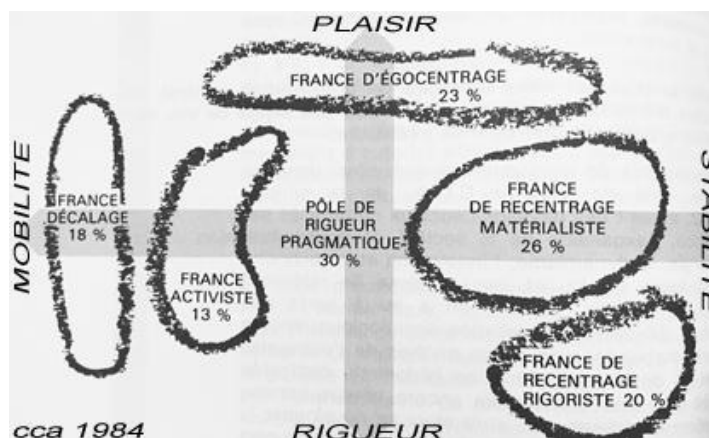 PLAISIR
FRANCE D'ÉGOCENTRAGE
23 %
MOBILITE
FRANCE
DÉCALAGE
18 %
FRANCE
ACTIVISTE
13 %
PÔLE DE
RIGUEUR
PRAGMATIQUE
30 %
FRANCE
DE RECENTRAGE
MATÉRIALISTE
26 %
STABILITE
FRANCE DE
RECENTRAGE
RIGORISTE 20 %
cca 1984
RIGUEUR